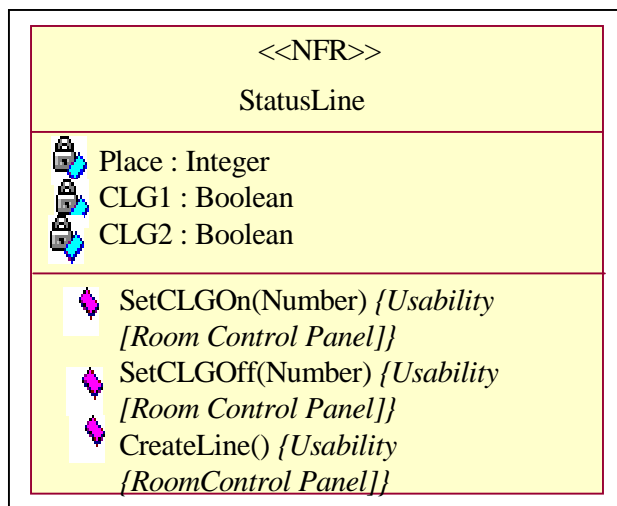 <<NFR>>
StatusLine
Place : Integer
CLG1 : Boolean
CLG2 : Boolean
SetCLGOn(Number) {Usability
[Room Control Panel]}
SetCLGOff(Number) {Usability
[Room Control Panel]}
CreateLine() {Usability
{RoomControl Panel]}